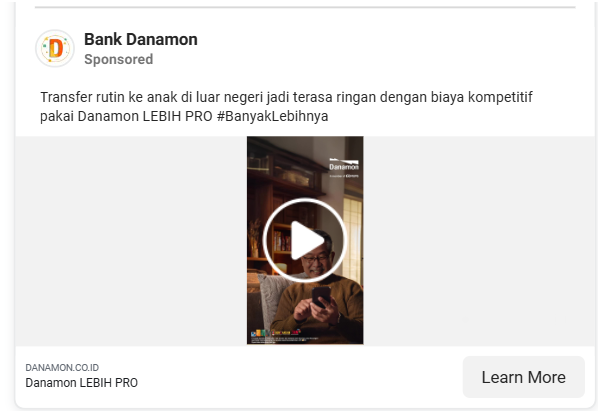 Bank Danamon
Sponsored
Transfer rutin ke anak di luar negeri jadi terasa ringan dengan biaya kompetitif
pakai Danamon LEBIH PRO #BanyakLebihnya
Danamon
DANAMON.CO.ID
Danamon LEBIH PRO
Learn More